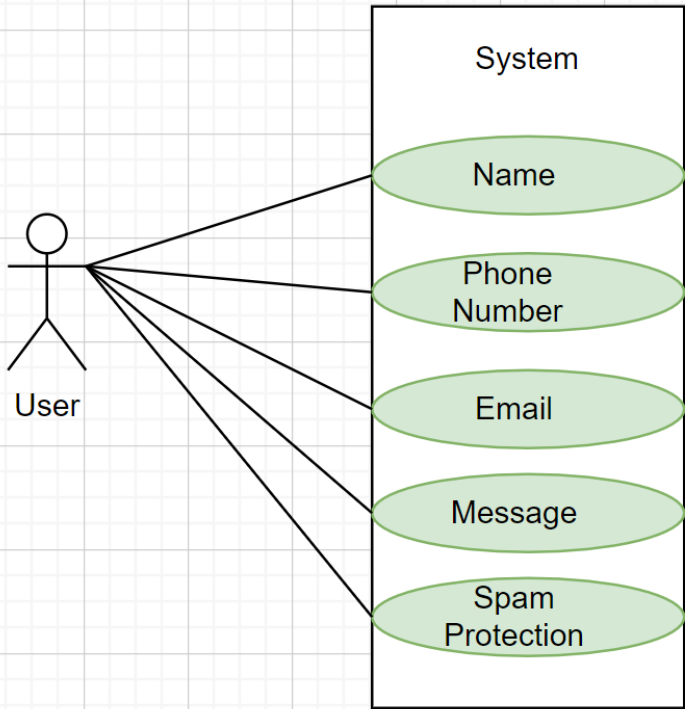 System
Name
Phone
Number
User
Email
Message
Spam
Protection